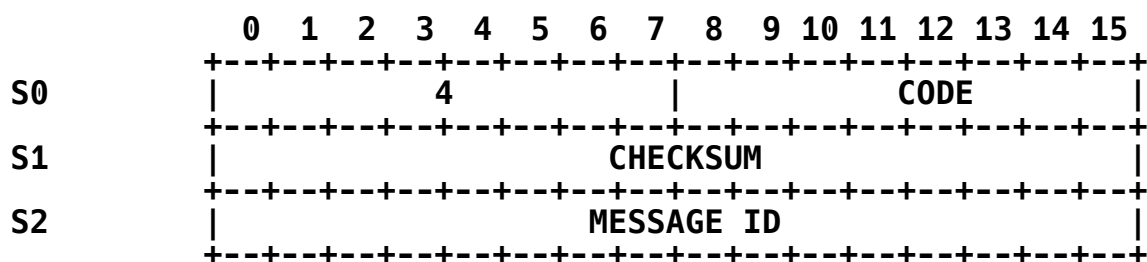 0 1 2 3 4 5 6 7 8 9 10 11 12 13 14 15
+--+--+--+--+--+--+--+--+--+--+--+--+--+--+--+--+
S0 | 4 | CODE |
+--+--+--+--+--+--+--+--+--+--+--+--+--+--+--+--+
S1 | CHECKSUM |
+--+--+--+--+--+--+--+--+--+--+--+--+--+--+--+--+
S2 | MESSAGE ID |
+--+--+--+--+--+--+--+--+--+--+--+--+--+--+--+--+